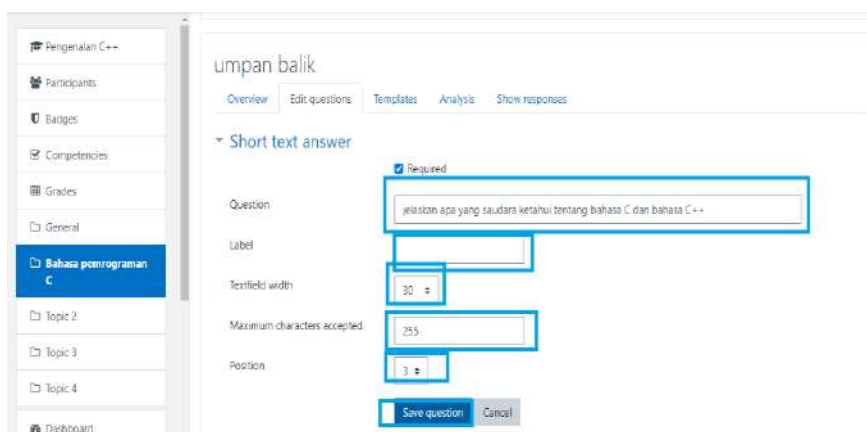 Pengenalan C++
Participants
Badges
Competencies
Grades
General
Bahasa pemrograman
C
Topic 2
Topic 3
Topic 4
Dashboard
umpan balik
Overview Edit questions Templates Analysis Show responses
Short text answer
Required
Question jelaskan apa yang saudara ketahui tentang bahasa C dan bahasa C++
Label
Textfield width 30
Maximum characters accepted 255
Position 3
Save question Cancel